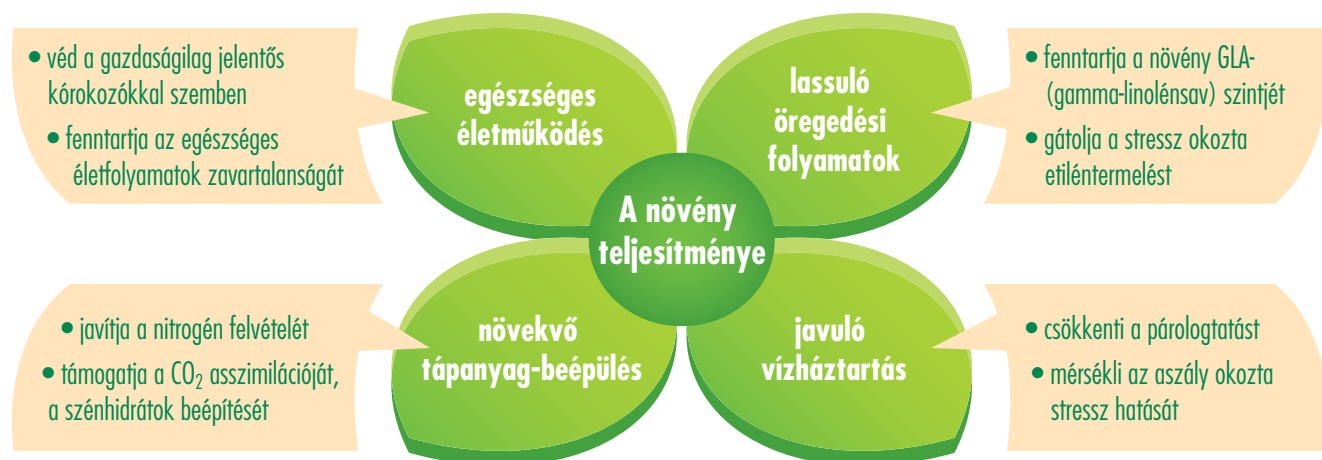 • véd a gazdaságilag jelentős
kórokozókkal szemben
• fenntartja az egészséges
életfolyamatok zavartalanságát
egészséges
életműködés
lassuló
öregedési
folyamatok
• fenntartja a növény GLA-
(gamma-linolénsav) szintjét
• gátolja a stressz okozta
etiléntermelést
A növény
teljesítménye
• javítja a nitrogén felvételét
• támogatja a CO₂ asszimilációját,
a szénhidrátok beépítését
növekvő
tápanyag-beépülés
javuló
vízháztartás
• csökkenti a párologtatást
• mérsékli az aszály okozta
stressz hatását